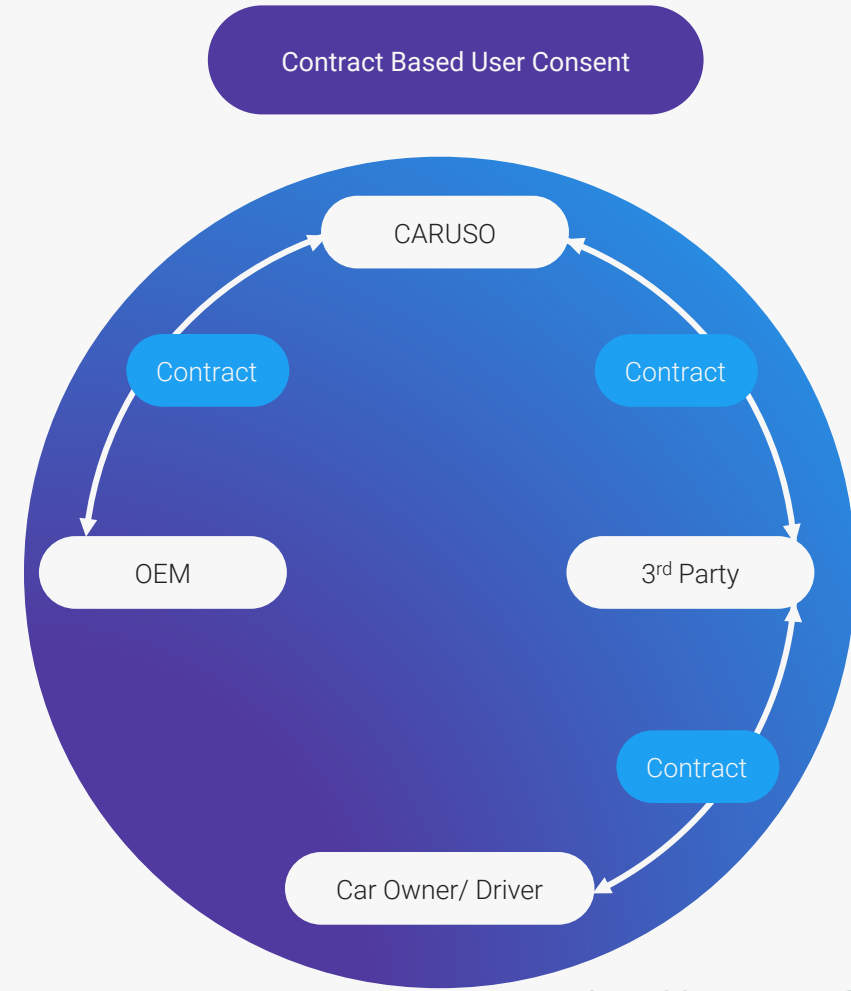 Contract Based User Consent
CARUSO
Contract
Contract
OEM
3rd Party
Contract
Car Owner/ Driver